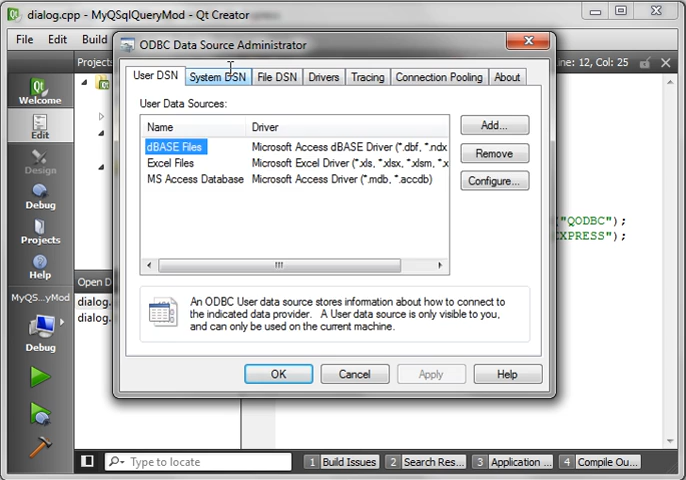 dialog.cpp - MyQSqlQueryMod - Qt Creator
File
Edit
Build
Projects
Line: 12, Col: 25
ODBC Data Source Administrator
User DSN
System DSN
File DSN
Drivers
Tracing
Connection Pooling
About
User Data Sources:
Name
Driver
dBASE Files
Microsoft Access dBASE Driver (*.dbf, *.ndx
Excel Files
Microsoft Excel Driver (*.xls, *.xlsx, *.xlsm, *.x
MS Access Database
Microsoft Access Driver (*.mdb, *.accdb)
Add...
Remove
Configure...
An ODBC User data source stores information about how to connect to
the indicated data provider. A User data source is only visible to you,
and can only be used on the current machine.
OK
Cancel
Apply
Help
Qt
Welcome
Edit
Design
Debug
Projects
Help
MyQS...yMod
Debug
Open D
dialog.
dialog.
"QODBC");
EXPRESS");
Type to locate
1 Build Issues
2 Search Res...
3 Application ...
4 Compile Ou...